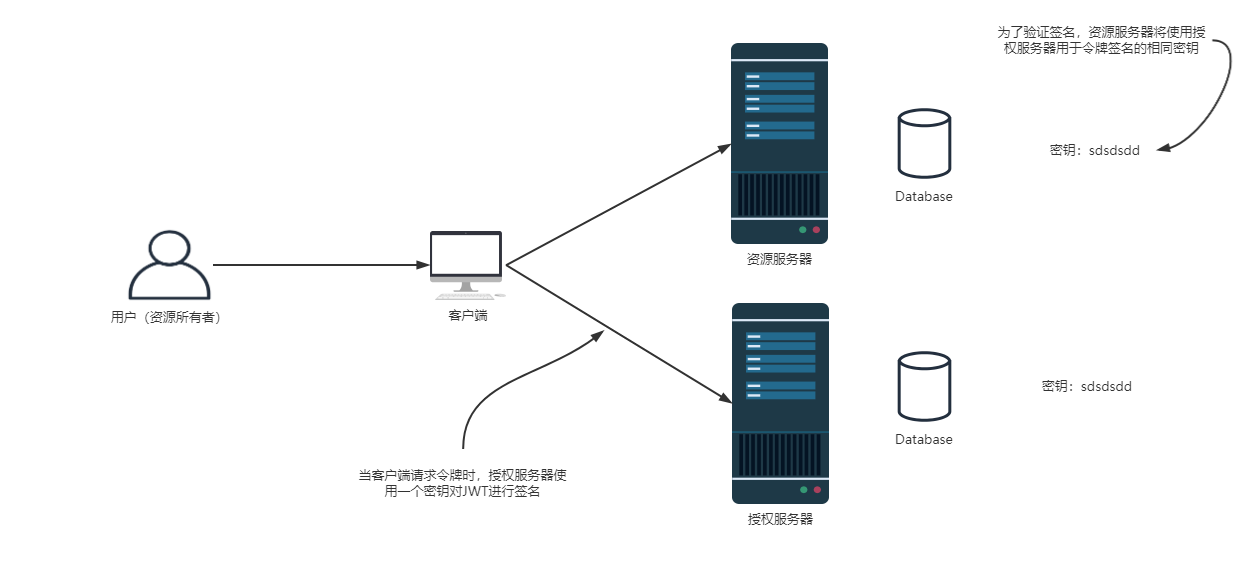 为了验证签名，资源服务器将使用授
权服务器用于令牌签名的相同密钥
密钥：sdsdsdd
Database
资源服务器
用户（资源所有者）
客户端
密钥：sdsdsdd
Database
当客户端请求令牌时，授权服务器使
用一个密钥对JWT进行签名
授权服务器